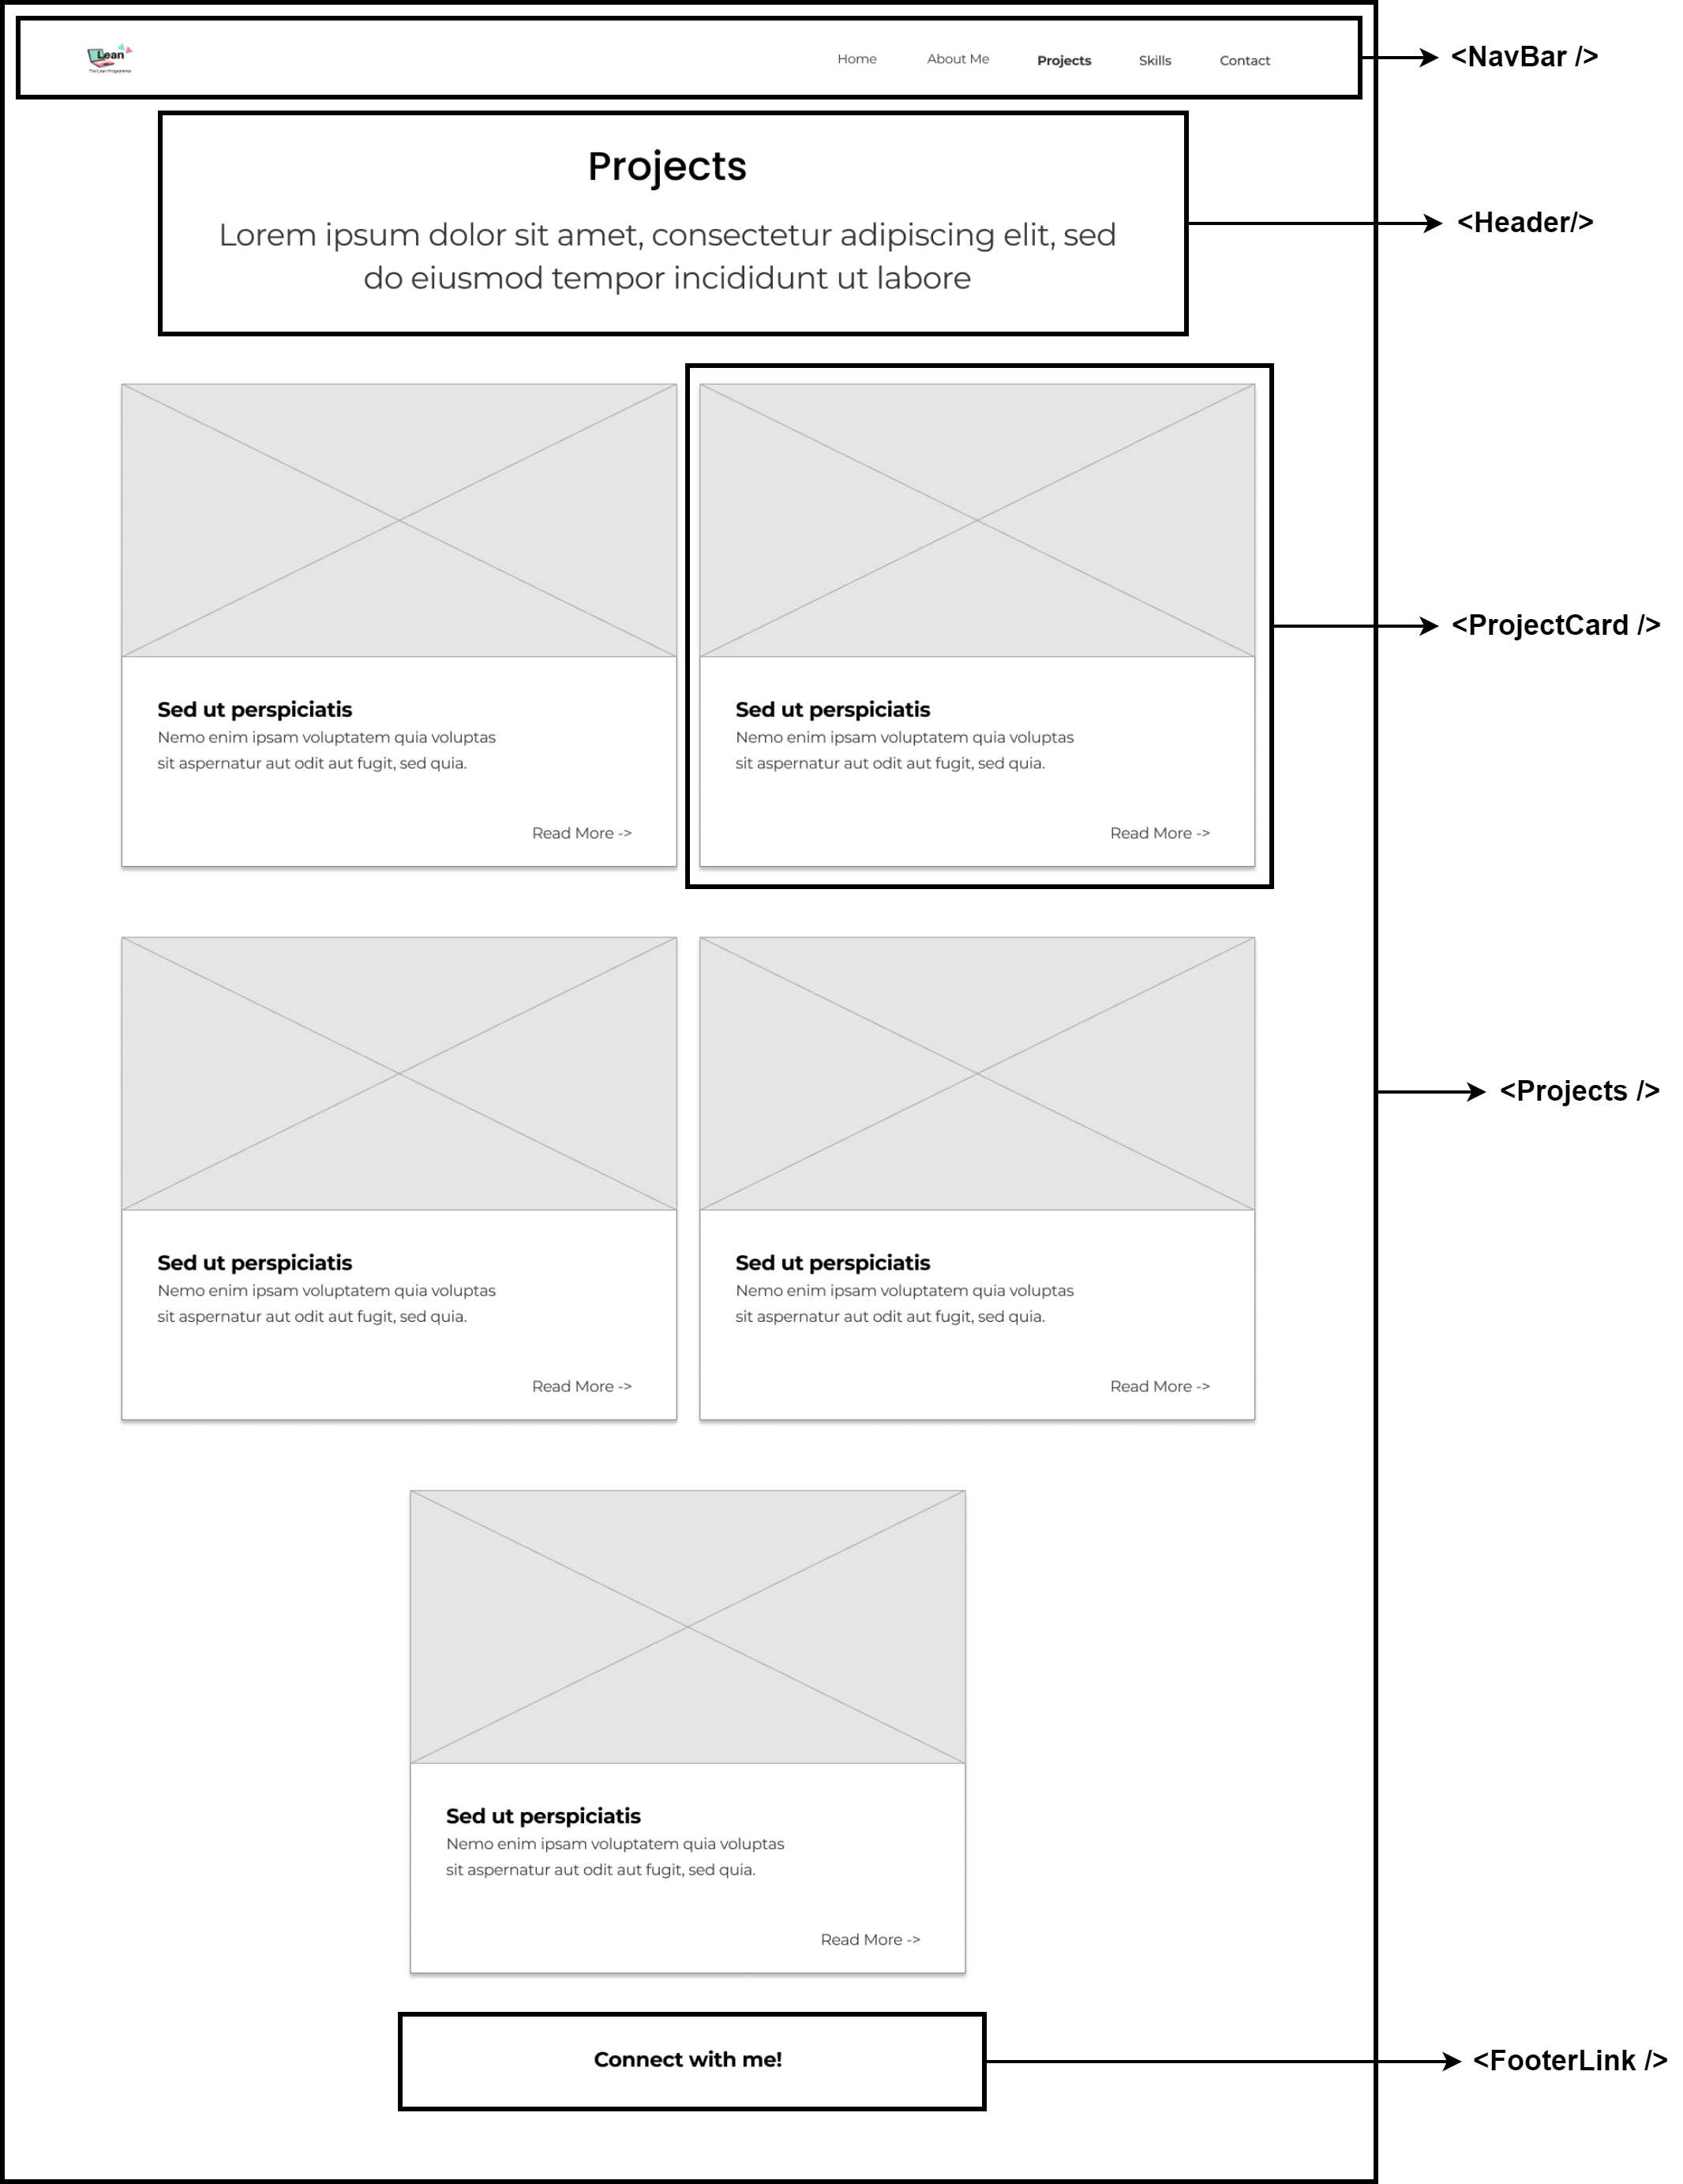 Lean
The Lean Programmer
Home About Me Projects Skills Contact
<NavBar />
Projects
Lorem ipsum dolor sit amet, consectetur adipiscing elit, sed
do eiusmod tempor incididunt ut labore
<Header/>
Sed ut perspiciatis
Nemo enim ipsam voluptatem quia voluptas
sit aspernatur aut odit aut fugit, sed quia.
Read More ->
Sed ut perspiciatis
Nemo enim ipsam voluptatem quia voluptas
sit aspernatur aut odit aut fugit, sed quia.
Read More ->
<ProjectCard />
Sed ut perspiciatis
Nemo enim ipsam voluptatem quia voluptas
sit aspernatur aut odit aut fugit, sed quia.
Read More ->
Sed ut perspiciatis
Nemo enim ipsam voluptatem quia voluptas
sit aspernatur aut odit aut fugit, sed quia.
Read More ->
<Projects />
Sed ut perspiciatis
Nemo enim ipsam voluptatem quia voluptas
sit aspernatur aut odit aut fugit, sed quia.
Read More ->
Connect with me!
<FooterLink />